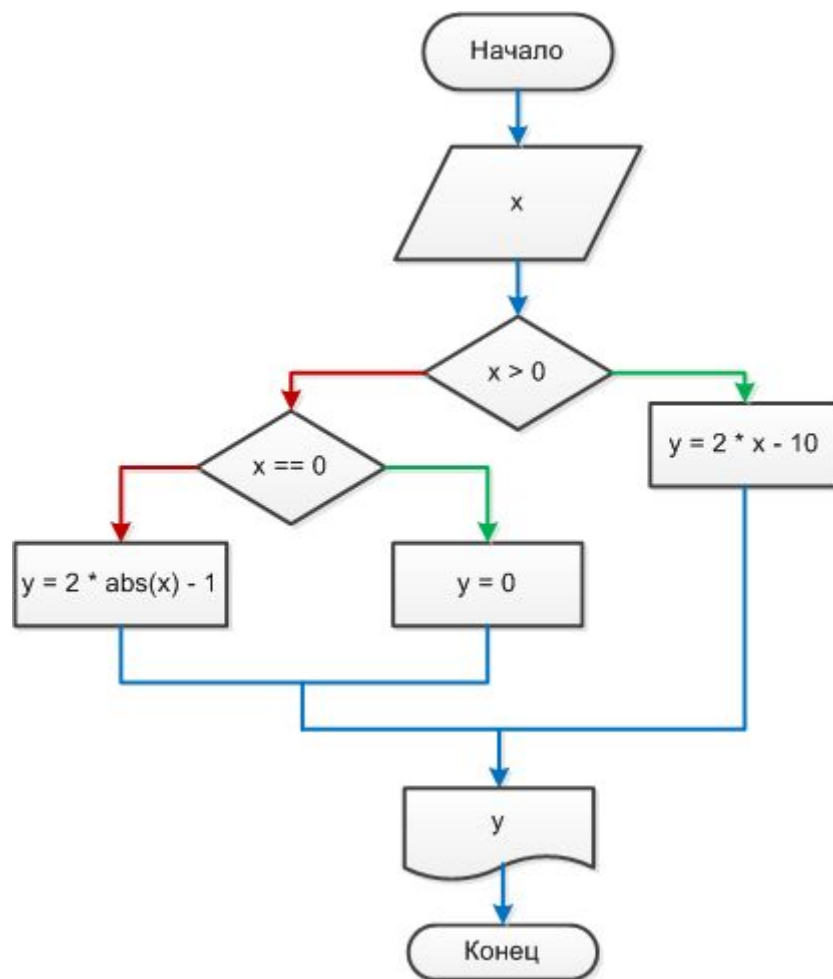 Начало
x
x > 0
y = 2 * x - 10
x == 0
y = 2 * abs(x) - 1
y = 0
y
Конец